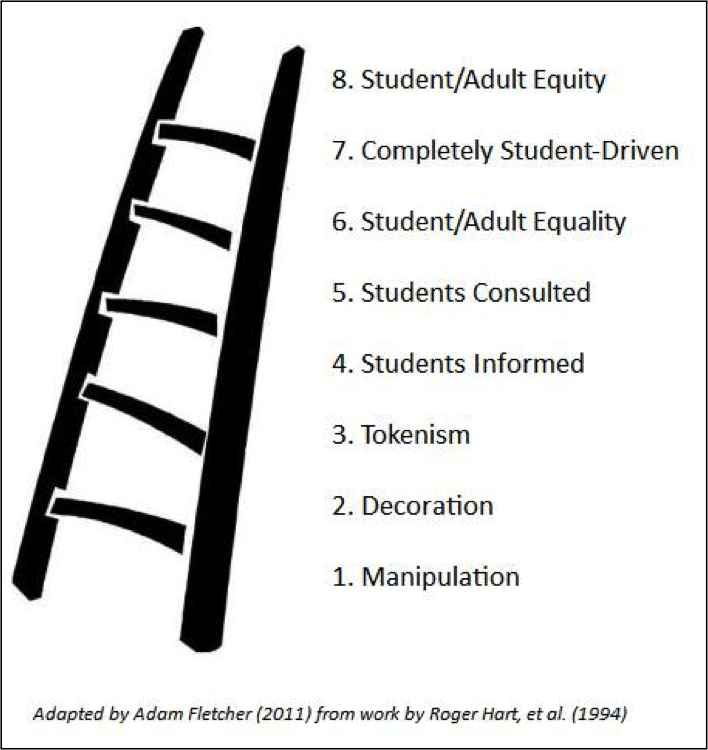 8. Student/Adult Equity
7. Completely Student-Driven
6. Student/Adult Equality
5. Students Consulted
4. Students Informed
3. Tokenism
2. Decoration
1. Manipulation
Adapted by Adam Fletcher (2011) from work by Roger Hart, et al. (1994)